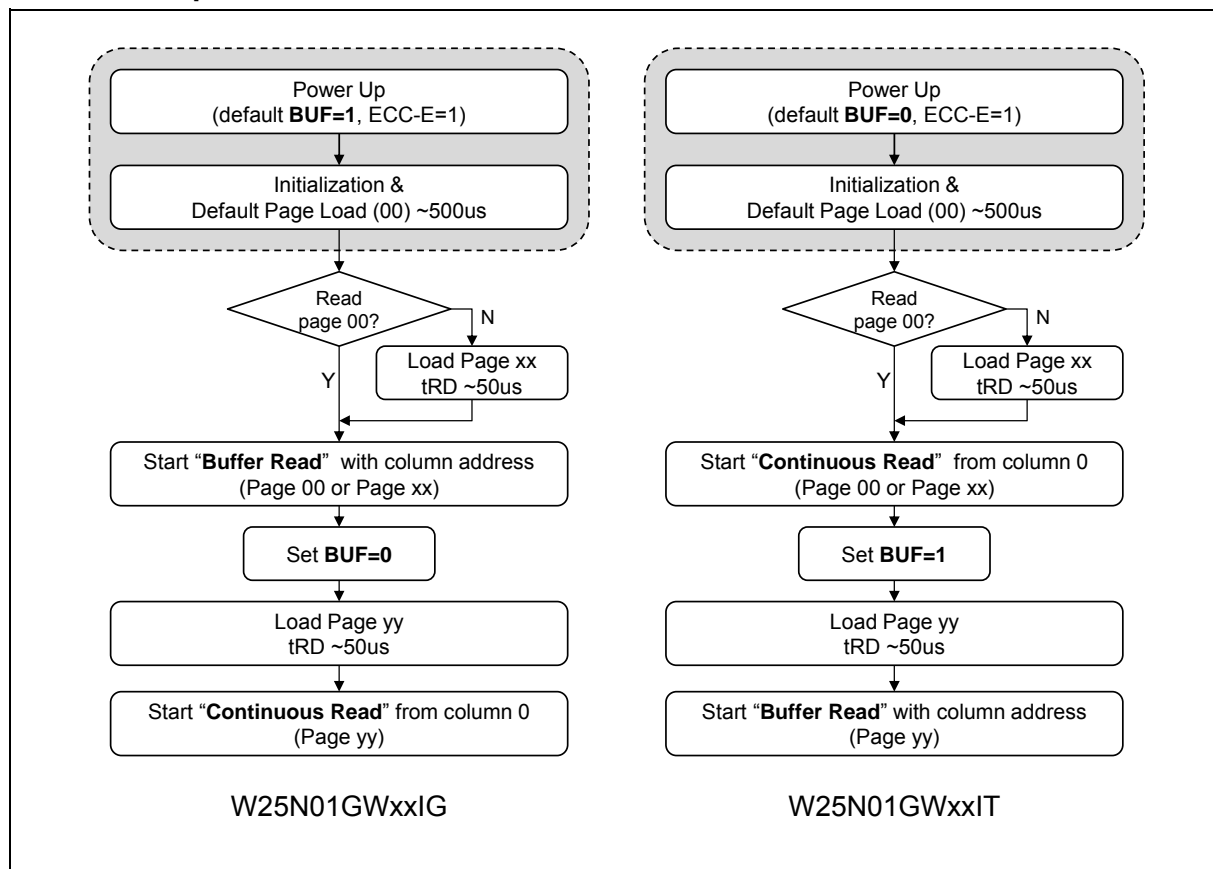 Power Up
(default BUF=1, ECC-E=1)
Initialization &
Default Page Load (00) ~500us
Read
page 00?
N
Load Page xx
tRD ~50us
Y
Start “Buffer Read” with column address
(Page 00 or Page xx)
Set BUF=0
Load Page yy
tRD ~50us
Start “Continuous Read” from column 0
(Page yy)
W25N01GWxxIG
Power Up
(default BUF=0, ECC-E=1)
Initialization &
Default Page Load (00) ~500us
Read
page 00?
N
Load Page xx
tRD ~50us
Y
Start “Continuous Read” from column 0
(Page 00 or Page xx)
Set BUF=1
Load Page yy
tRD ~50us
Start “Buffer Read” with column address
(Page yy)
W25N01GWxxIT